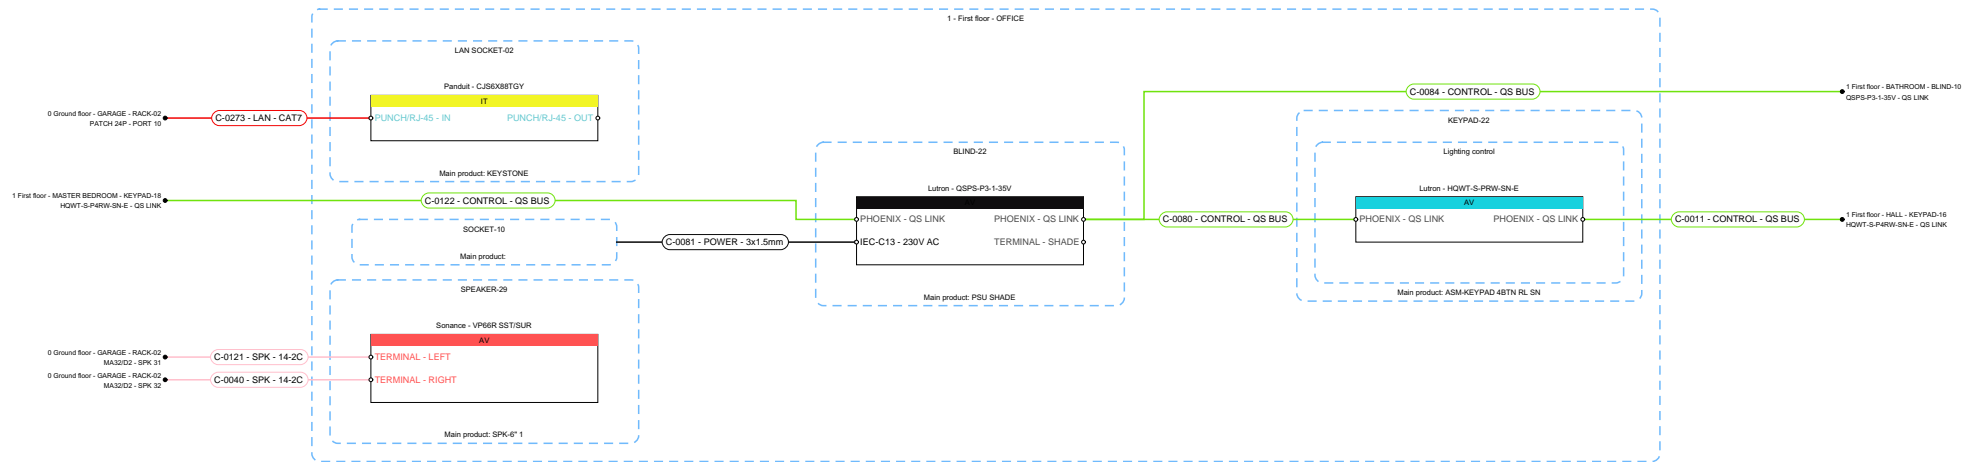 1 - First floor - OFFICE
LAN SOCKET-02
Panduit - CJS6X88TGY
IT
PUNCH/RJ-45 - IN
PUNCH/RJ-45 - OUT
Main product: KEYSTONE
0 Ground floor - GARAGE - RACK-02
PATCH 24P - PORT 10
C-0273 - LAN - CAT7
1 First floor - MASTER BEDROOM - KEYPAD-18
HQWT-S-P4RW-SN-E - QS LINK
C-0122 - CONTROL - QS BUS
SOCKET-10
Main product:
C-0081 - POWER - 3x1.5mm
SPEAKER-29
Sonance - VP66R SST/SUR
AV
TERMINAL - LEFT
TERMINAL - RIGHT
Main product: SPK-6" 1
0 Ground floor - GARAGE - RACK-02
MA32/D2 - SPK 31
C-0121 - SPK - 14-2C
0 Ground floor - GARAGE - RACK-02
MA32/D2 - SPK 32
C-0040 - SPK - 14-2C
BLIND-22
Lutron - QSPS-P3-1-35V
AV
PHOENIX - QS LINK
PHOENIX - QS LINK
IEC-C13 - 230V AC
TERMINAL - SHADE
Main product: PSU SHADE
C-0084 - CONTROL - QS BUS
1 First floor - BATHROOM - BLIND-10
QSPS-P3-1-35V - QS LINK
C-0080 - CONTROL - QS BUS
KEYPAD-22
Lighting control
Lutron - HQWT-S-PRW-SN-E
AV
PHOENIX - QS LINK
PHOENIX - QS LINK
Main product: ASM-KEYPAD 4BTN RL SN
C-0011 - CONTROL - QS BUS
1 First floor - HALL - KEYPAD-16
HQWT-S-P4RW-SN-E - QS LINK